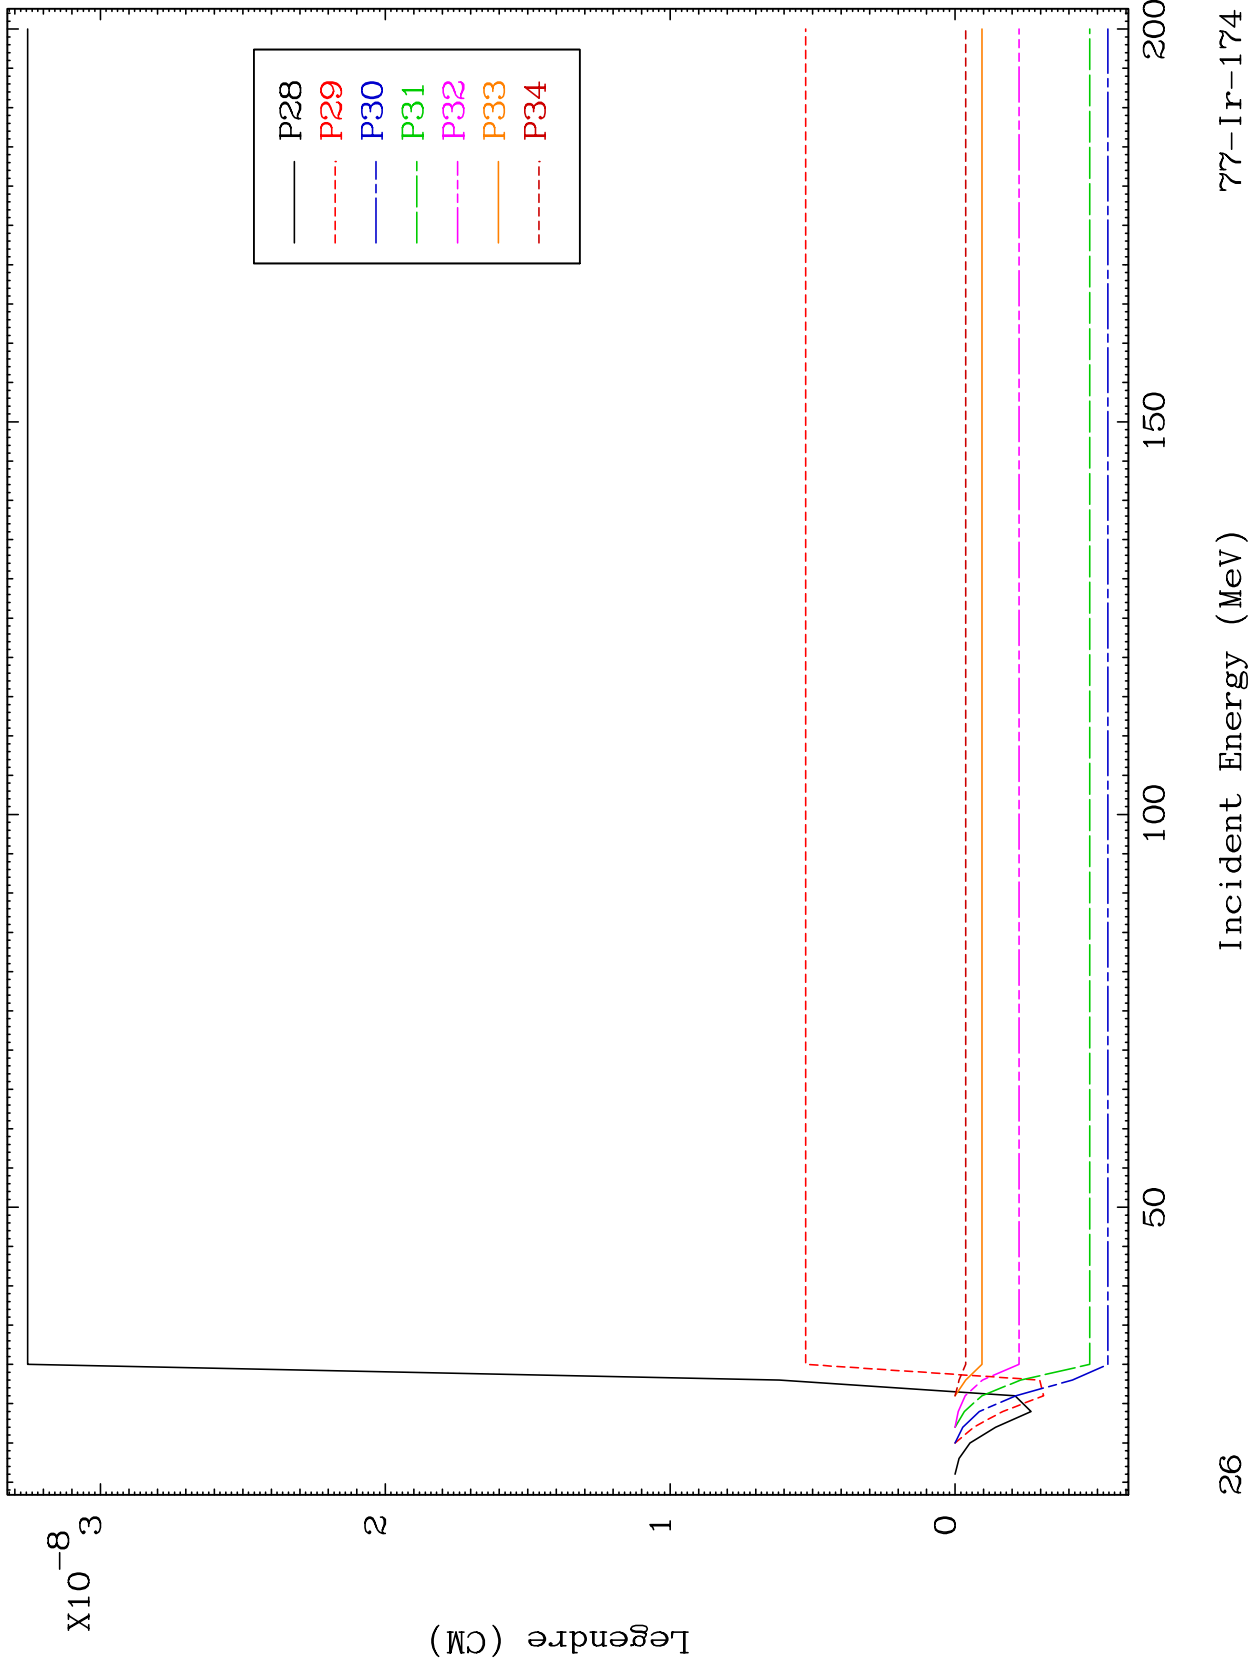 X10-8
3
2
1
0
Legendre (CM)
P28
P29
P30
P31
P32
P33
P34
50
100
150
200
26
Incident Energy (MeV)
77-Ir-174